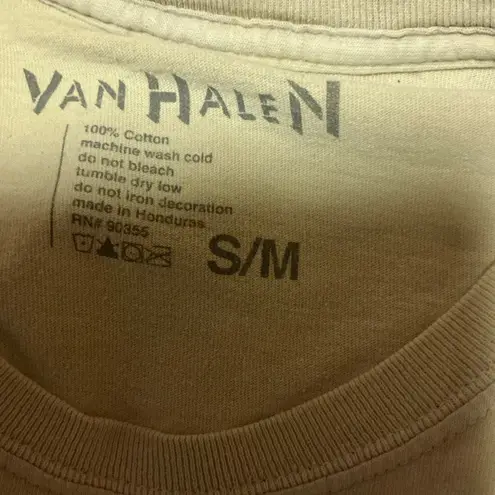 VAN HALEN
100% Cotton
machine wash cold
do not bleach
tumble dry low
do not iron decoration
made in Honduras
RN# 90355
S/M